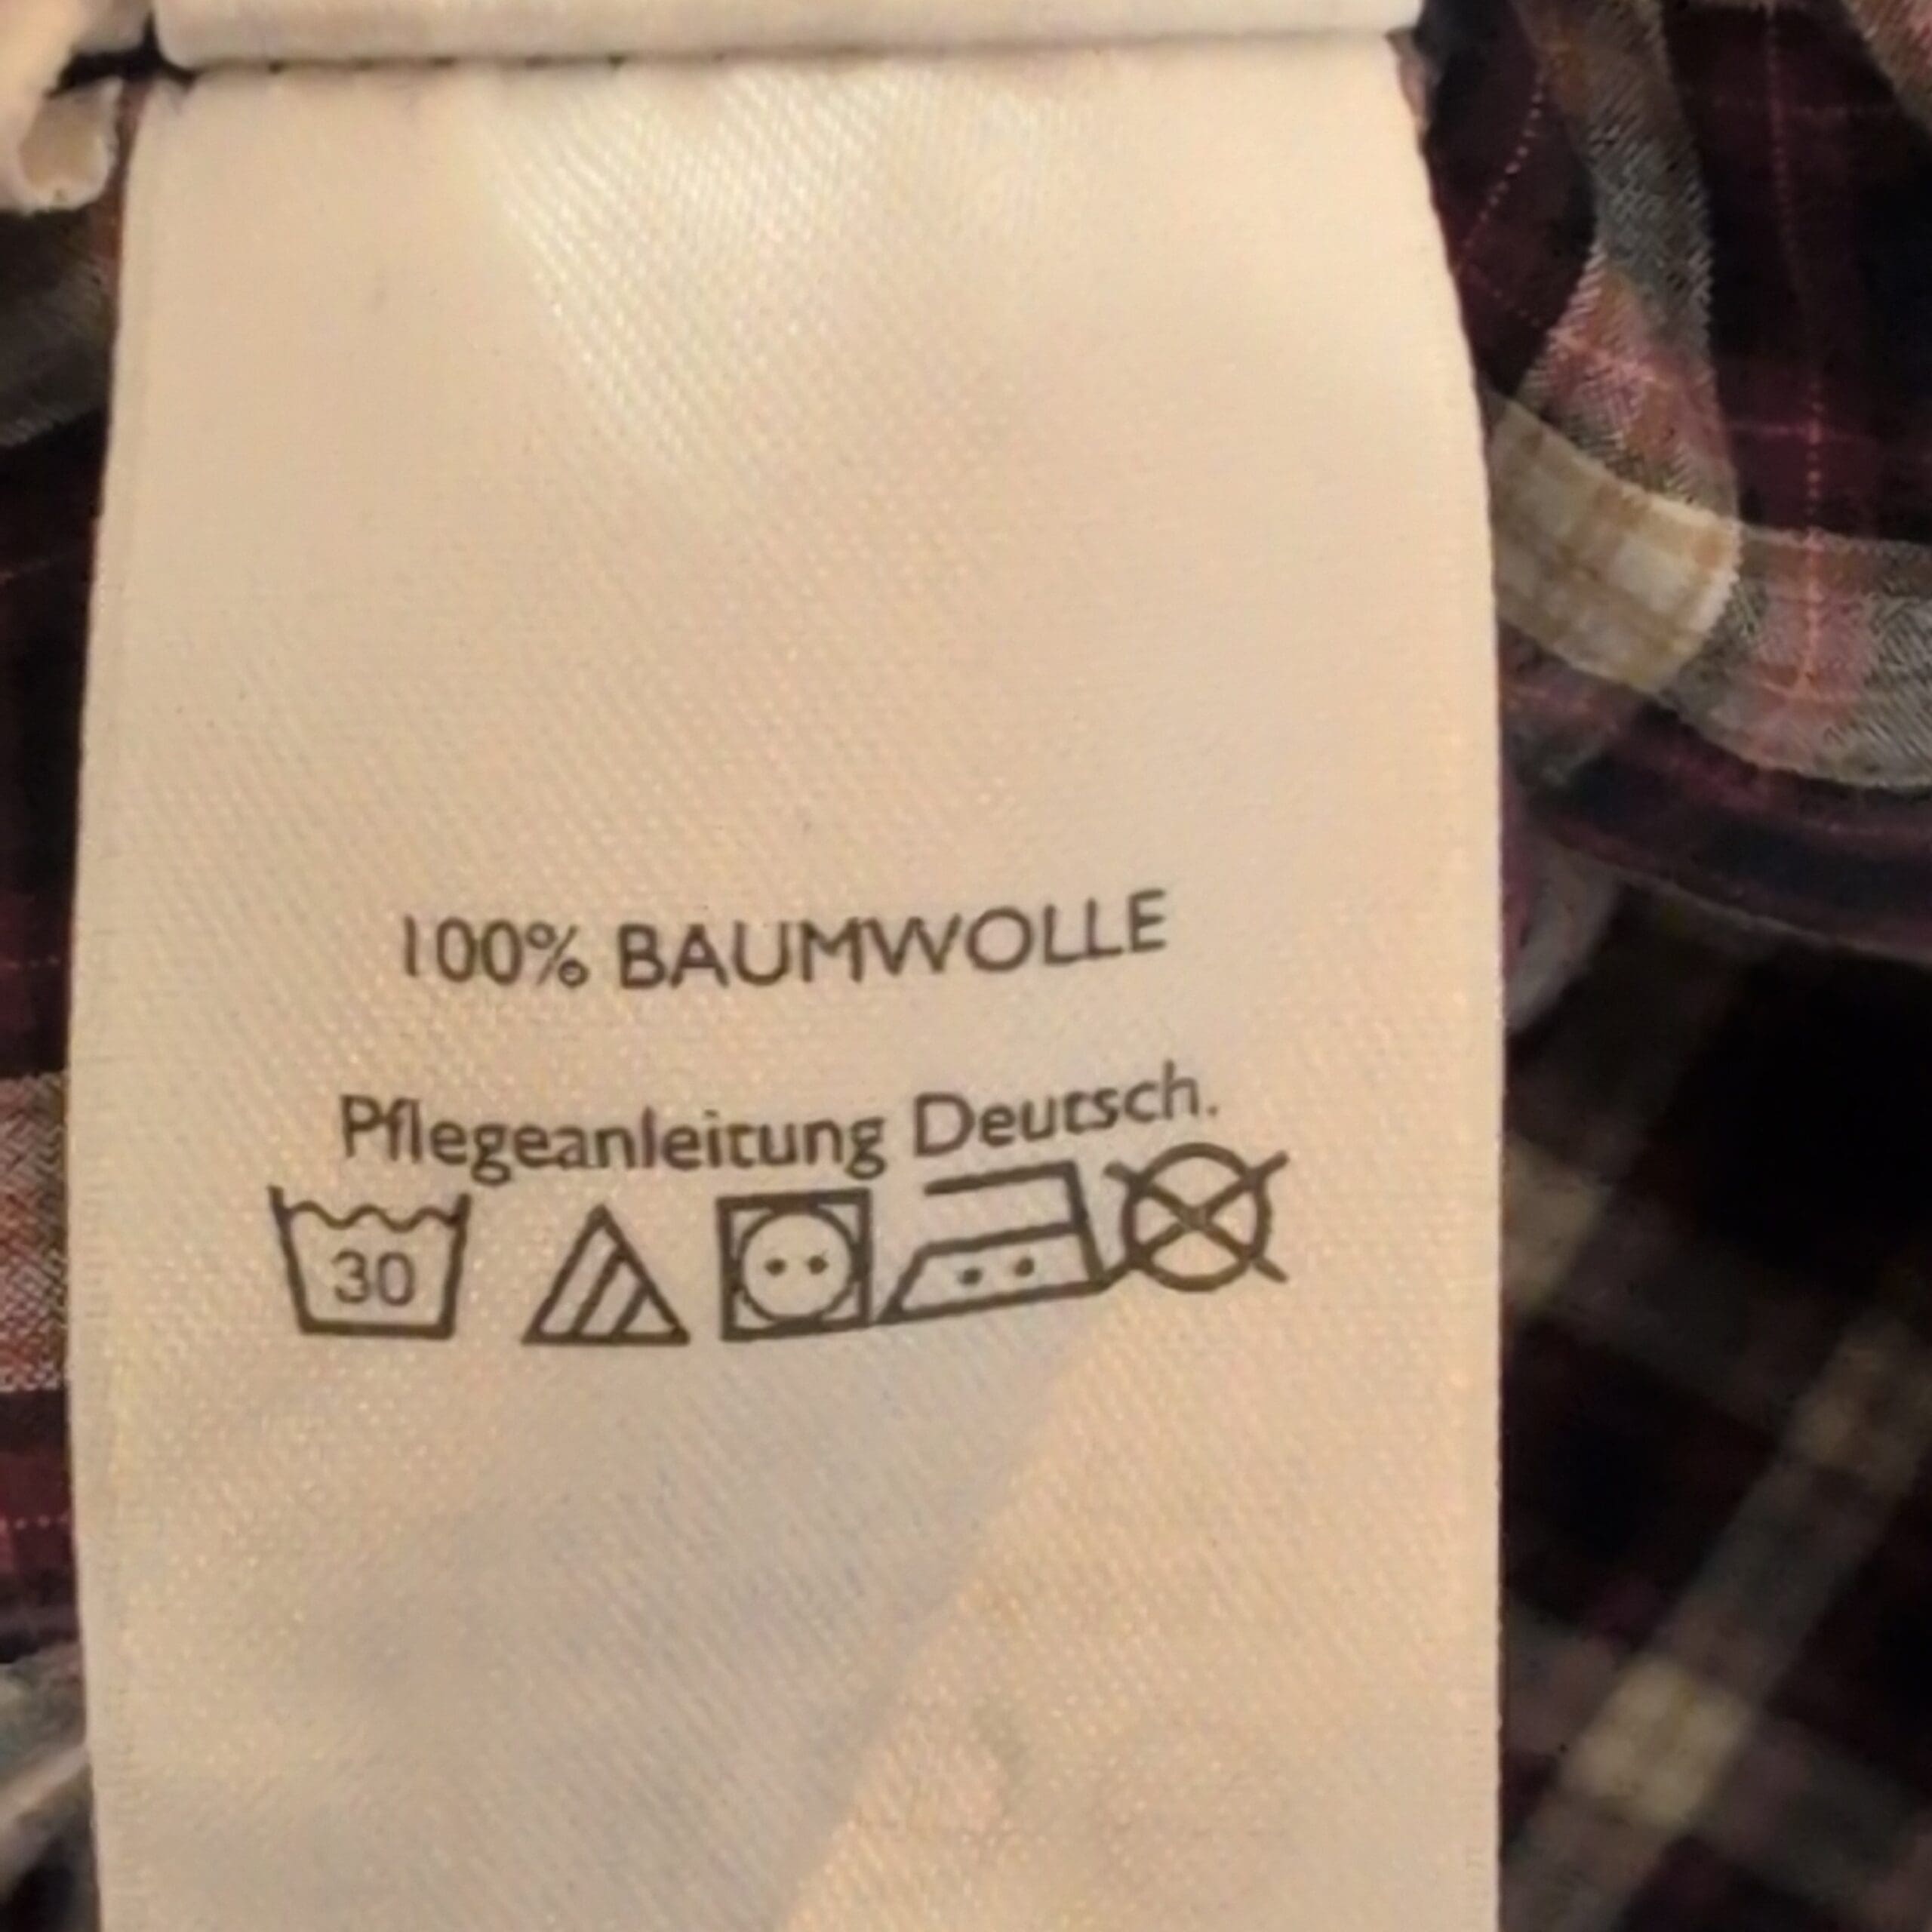 100% BAUMWOLLE
Pflegeanleitung Deutsch.
30